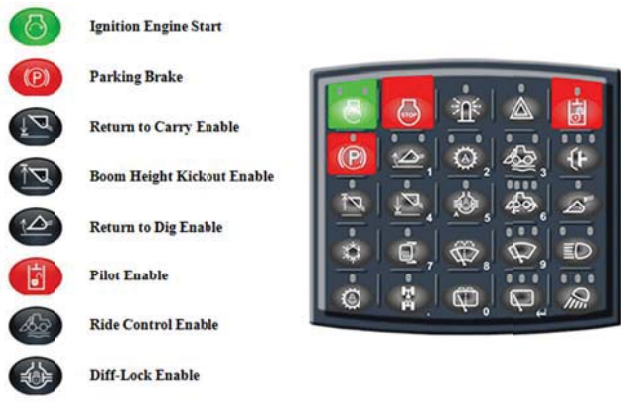 Ignition Engine Start
(P)
Parking Brake
Return to Carry Enable
Boom Height Kickout Enable
Return to Dig Enable
Pilot Enable
Ride Control Enable
Diff-Lock Enable
STOP
(P) 1 2 3
4 A 5 6
7 8 9
. 0